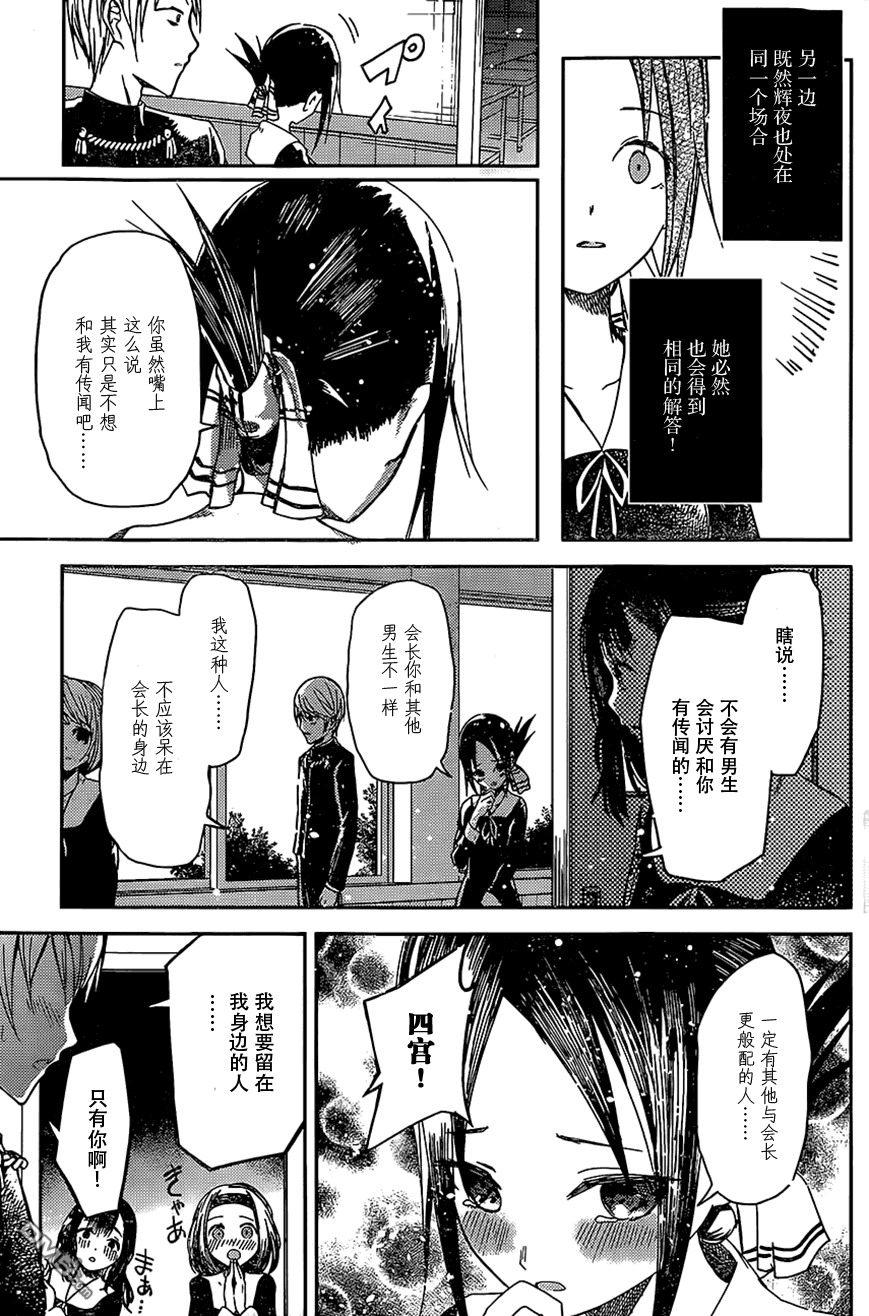 另一边
既然辉夜也处在
同一个场合
她必然
也会得到
相同的解答！
ペ
你虽然嘴上
这么说
其实只是不想
和我有传闻吧……
瞎说……
不会有男生
会讨厌和你
有传闻的……
会长你和其他
男生不一样
我这种人……
不应该呆在
会长的身边
一定有其他与会长
更般配的人……
四宫！
我想要留在
我身边的人
……
只有你啊！
きゃあ
まぁ…